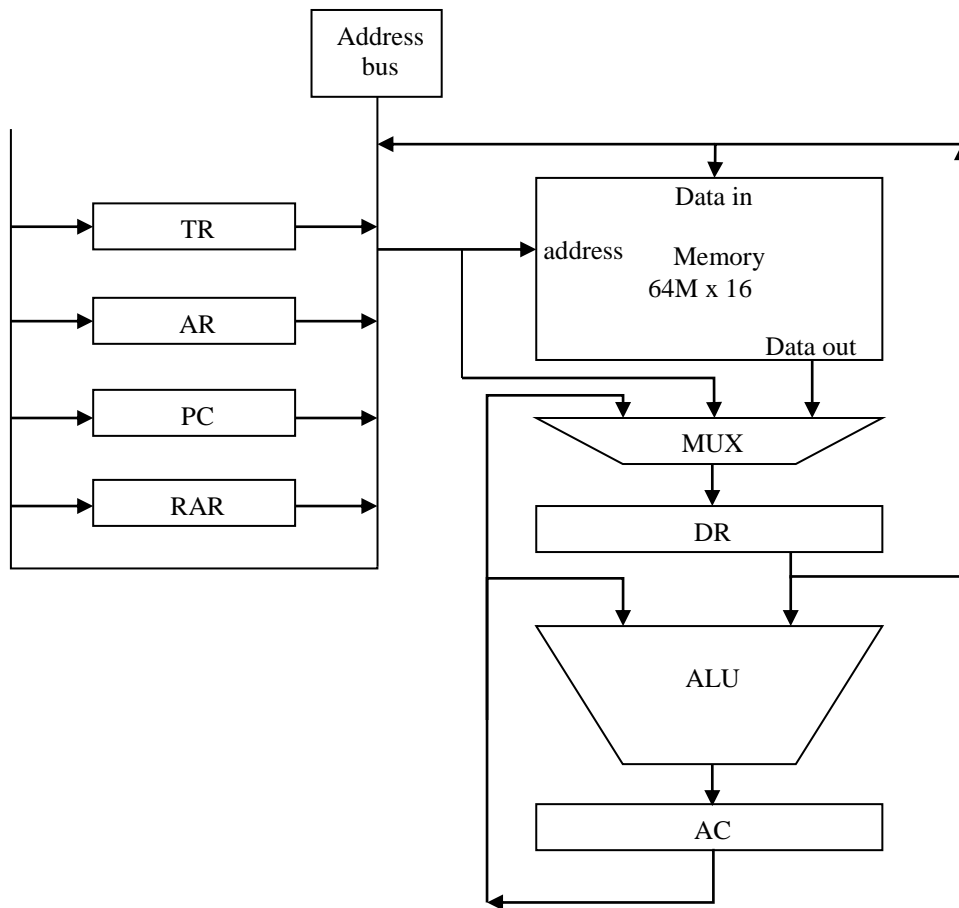 Address
bus
Data in
TR
address
Memory
64M x 16
AR
Data out
PC
MUX
RAR
DR
ALU
AC